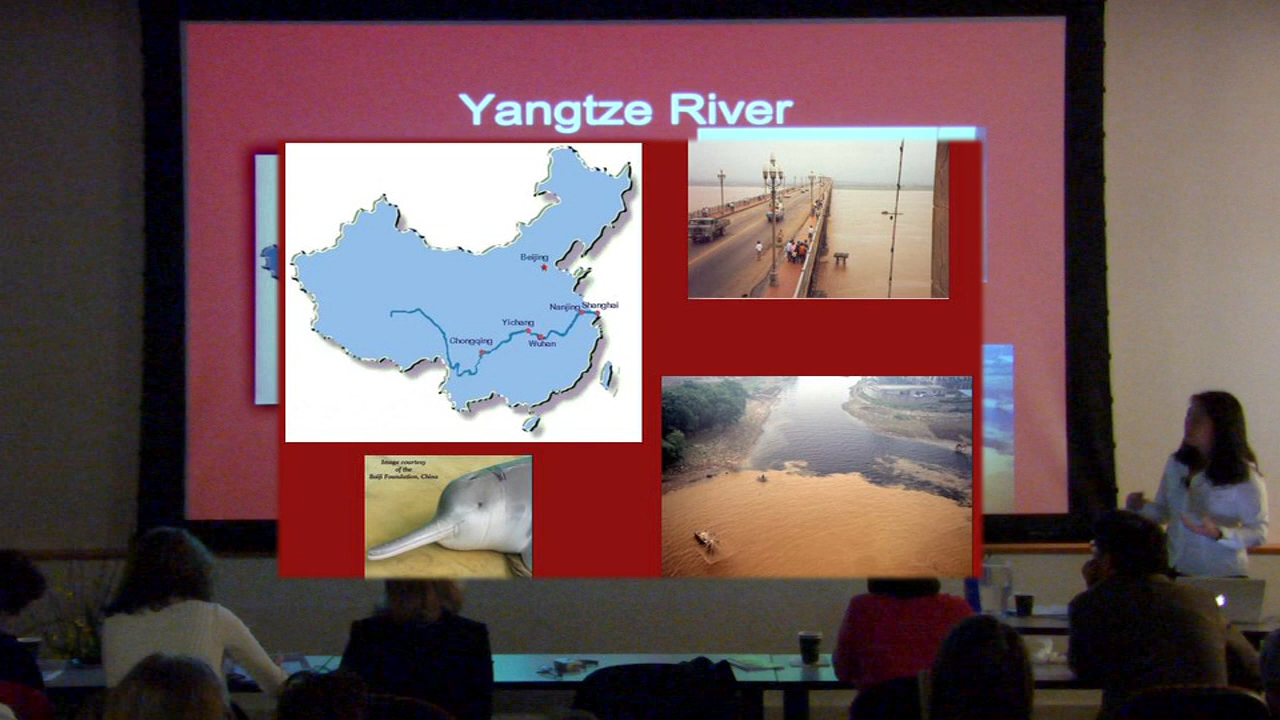 Yangtze River
Beijing
Nanjing
Shanghai
Yichang
Chongqing
Wuhan
Image courtesy
of the
Baiji Foundation, China